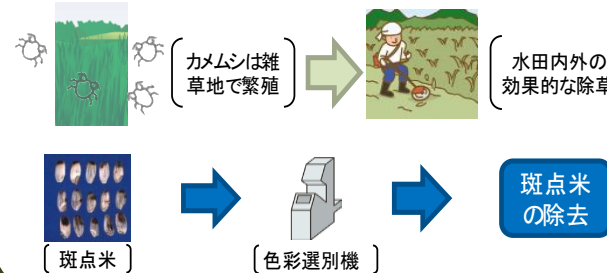 カメムシは雑
草地で繁殖
水田内外の
効果的な除草
斑点米
色彩選別機
斑点米
の除去